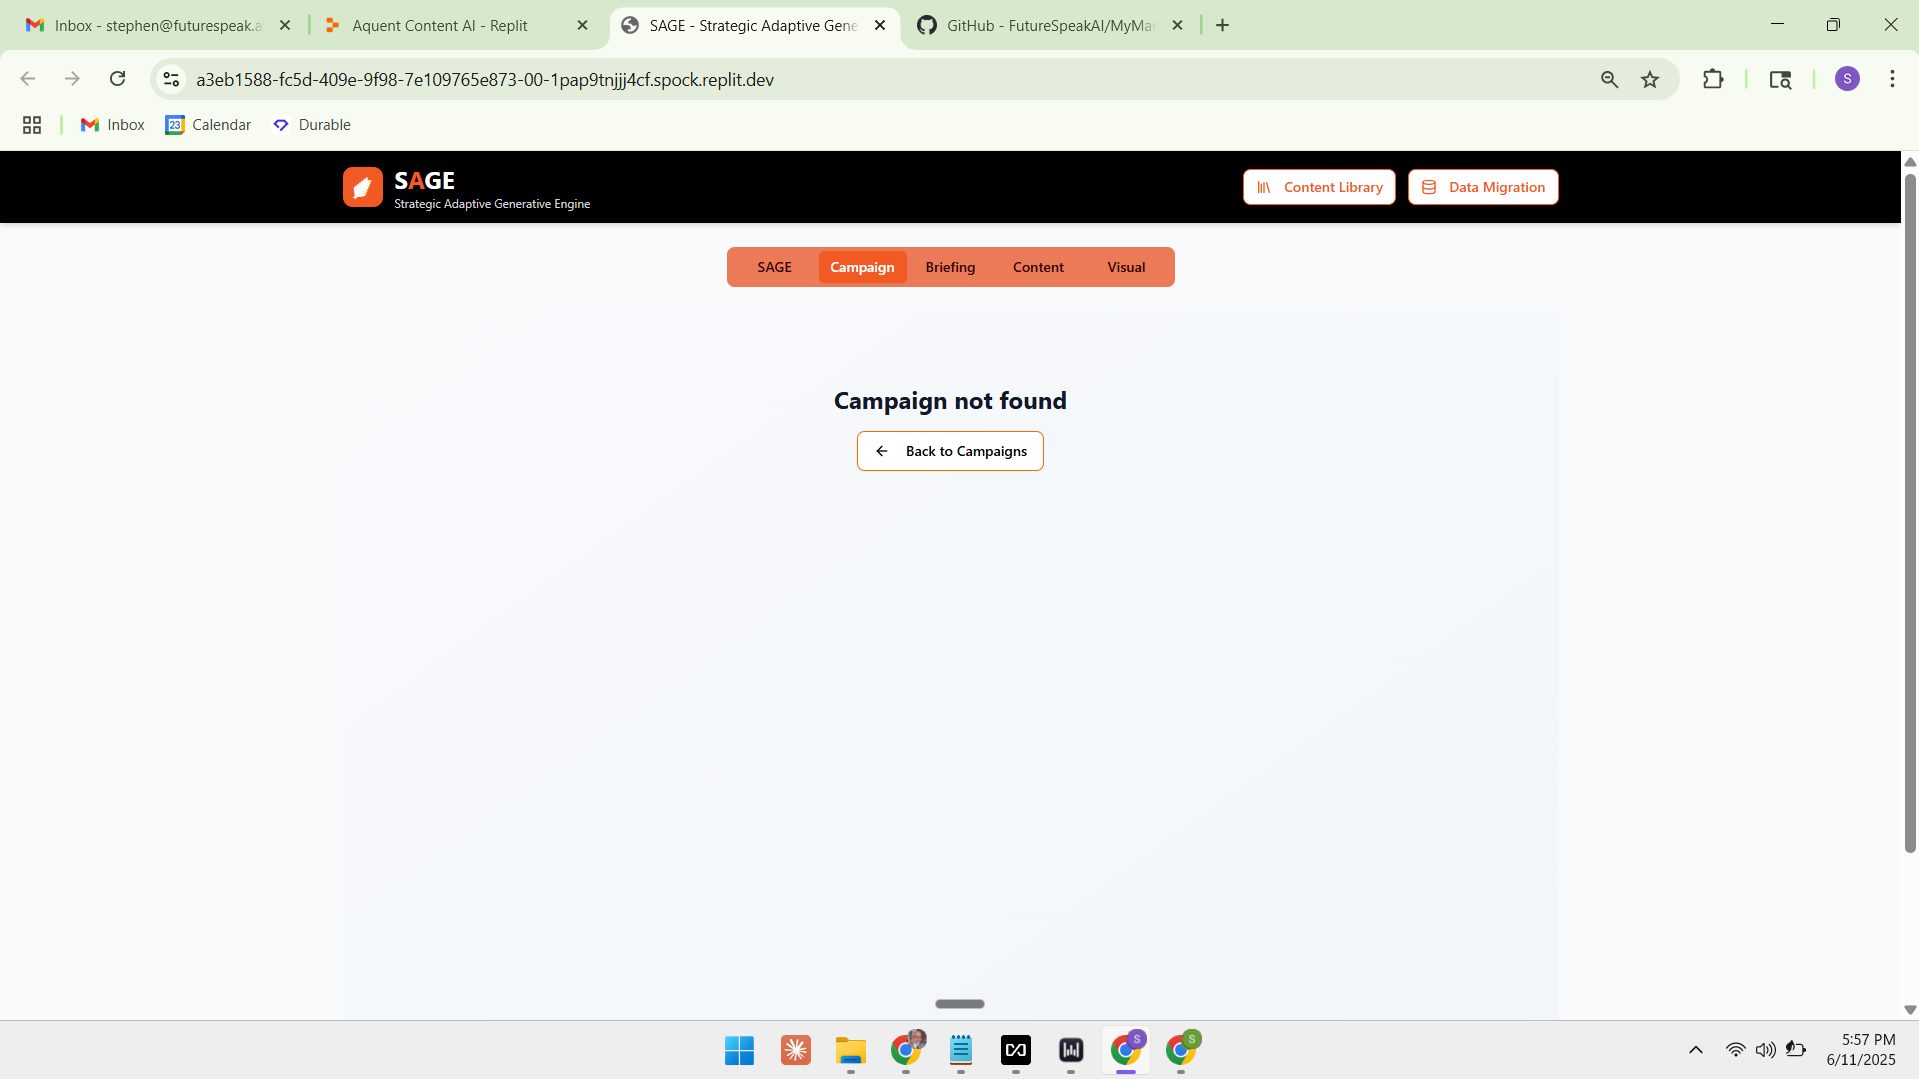 Inbox - stephen@futurespeak.a
Aquent Content AI - Replit
SAGE - Strategic Adaptive Gene
GitHub - FutureSpeakAI/MyMar
a3eb1588-fc5d-409e-9f98-7e109765e873-00-1pap9tnjjj4cf.spock.replit.dev
S
Inbox
23
Calendar
Durable
SAGE
Strategic Adaptive Generative Engine
Content Library
Data Migration
SAGE
Campaign
Briefing
Content
Visual
Campaign not found
Back to Campaigns
S
S
5:57 PM
6/11/2025